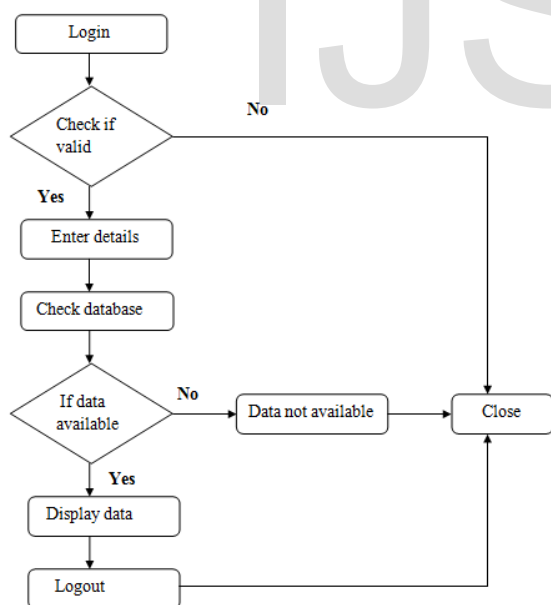 IJS
Login
Check if
valid
No
Yes
Enter details
Check database
If data
available
No
Data not available
Close
Yes
Display data
Logout